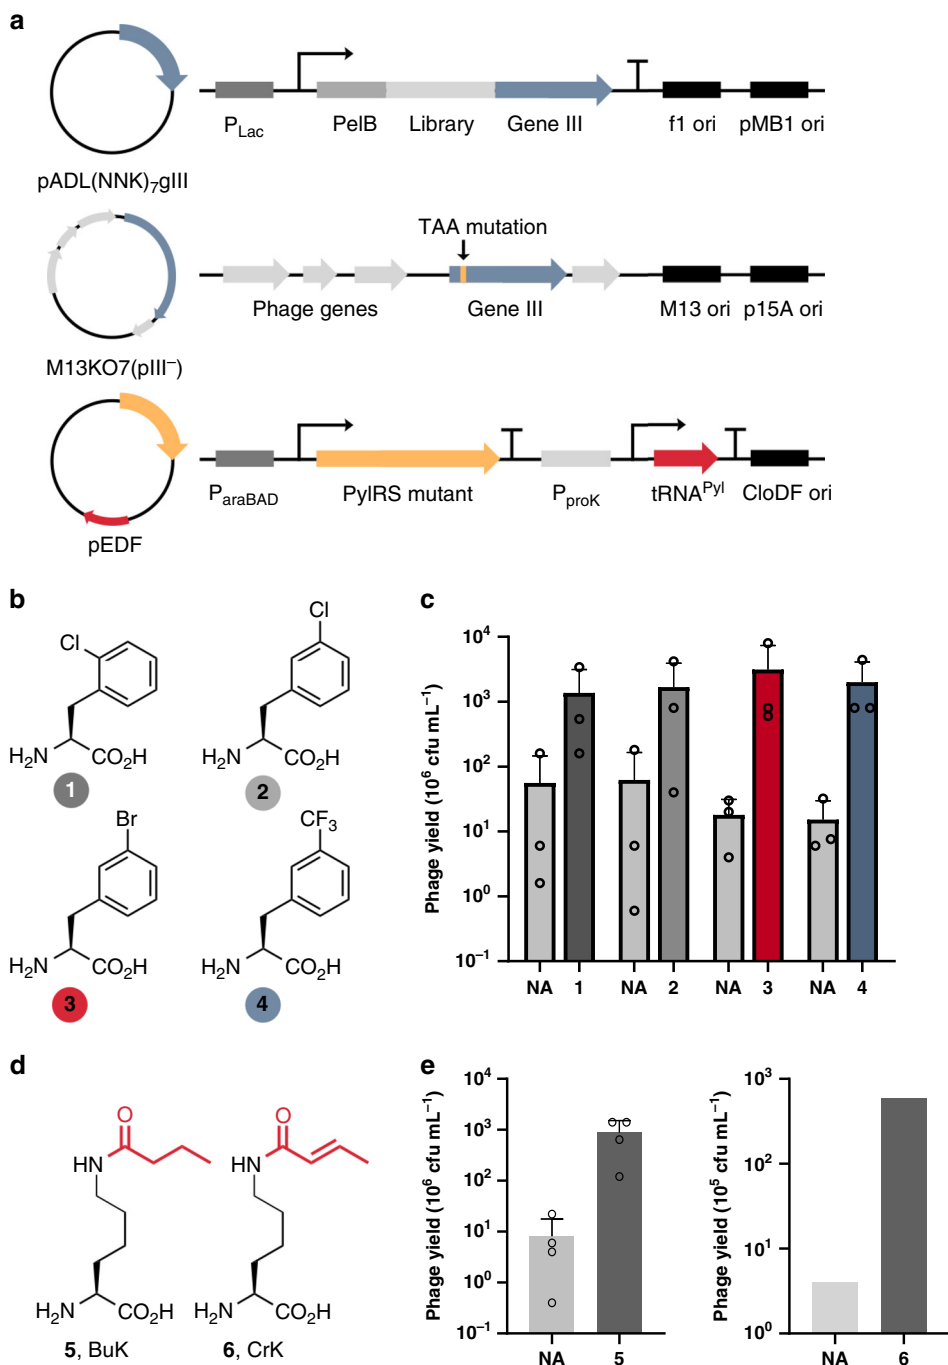 a
P_Lac PelB Library Gene III f1 ori pMB1 ori
pADL(NNK)₇gIII
TAA mutation
Phage genes Gene III M13 ori p15A ori
M13KO7(pIII⁻)
P_araBAD PylRS mutant P_proK tRNA^Pyl CloDF ori
pEDF
b
Cl
H₂N CO₂H
1
Cl
H₂N CO₂H
2
Br
H₂N CO₂H
3
CF₃
H₂N CO₂H
4
c
Phage yield (10⁶ cfu mL⁻¹)
10⁴
10³
10²
10¹
10⁰
10⁻¹
NA 1 NA 2 NA 3 NA 4
d
O
HN
H₂N CO₂H
5, BuK
O
HN
H₂N CO₂H
6, CrK
e
Phage yield (10⁶ cfu mL⁻¹)
10⁴
10³
10²
10¹
10⁰
10⁻¹
NA 5
Phage yield (10⁵ cfu mL⁻¹)
10³
10²
10¹
10⁰
NA 6